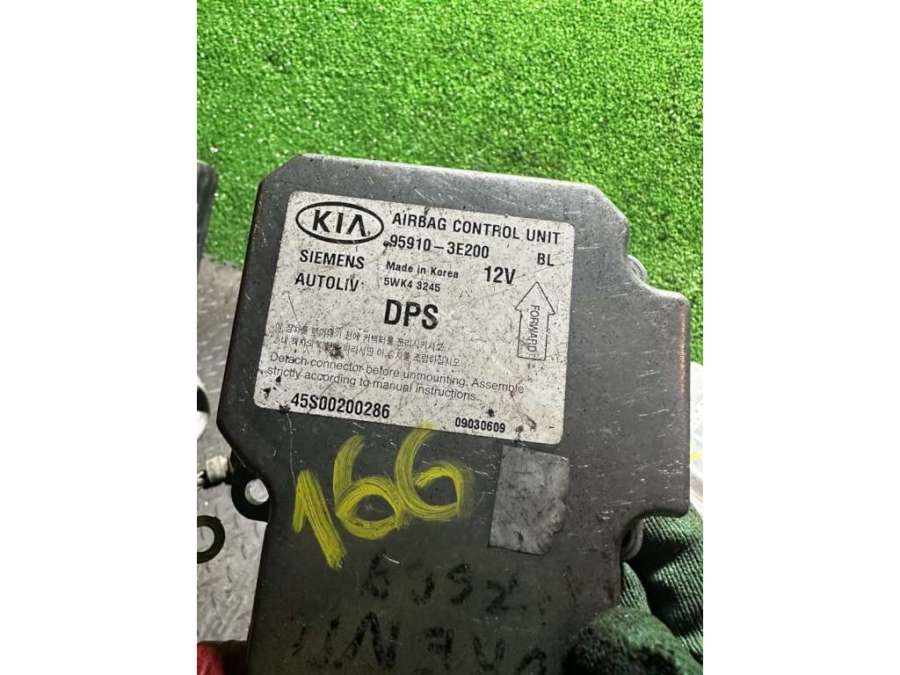 KIA AIRBAG CONTROL UNIT
95910-3E200 BL
SIEMENS Made in Korea 12V
AUTOLIV 5WK4 3245
DPS
FORWARD
Detach connector before unmounting. Assemble
strictly according to manual instructions.
45S00200286 09030609
166